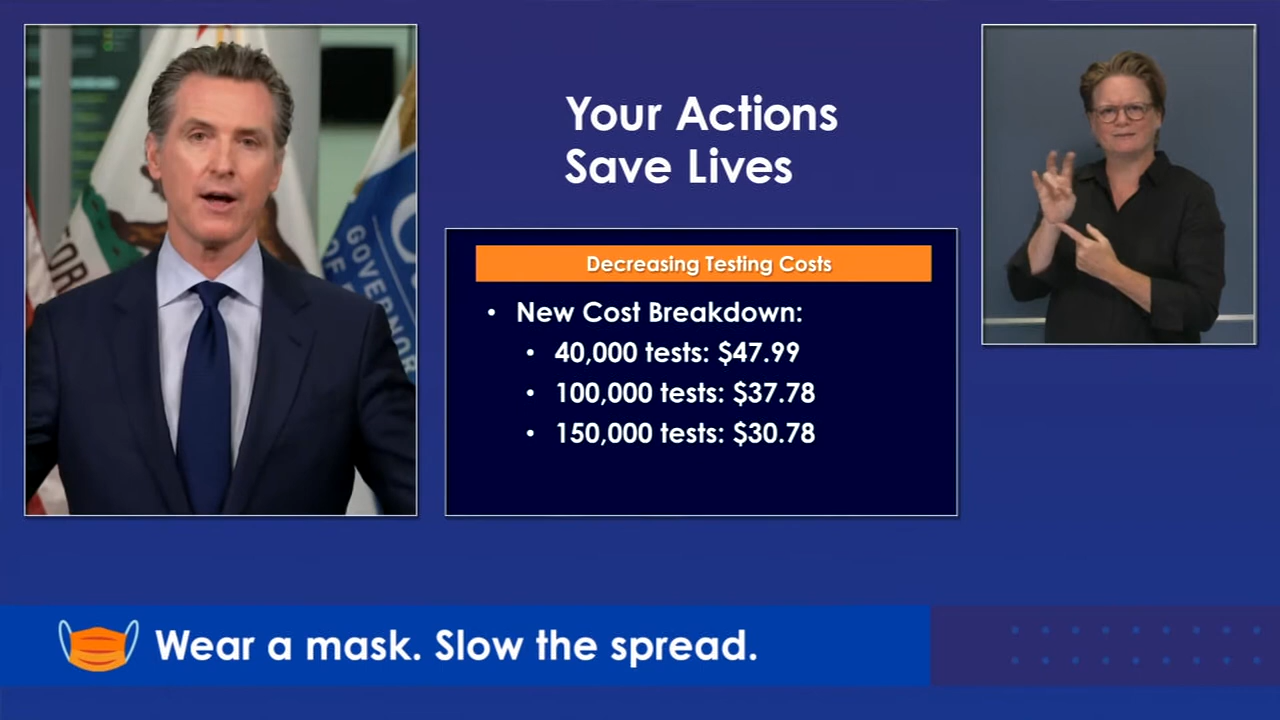 Your Actions
Save Lives
Decreasing Testing Costs
• New Cost Breakdown:
• 40,000 tests: $47.99
• 100,000 tests: $37.78
• 150,000 tests: $30.78
GOVERNOR
Wear a mask. Slow the spread.